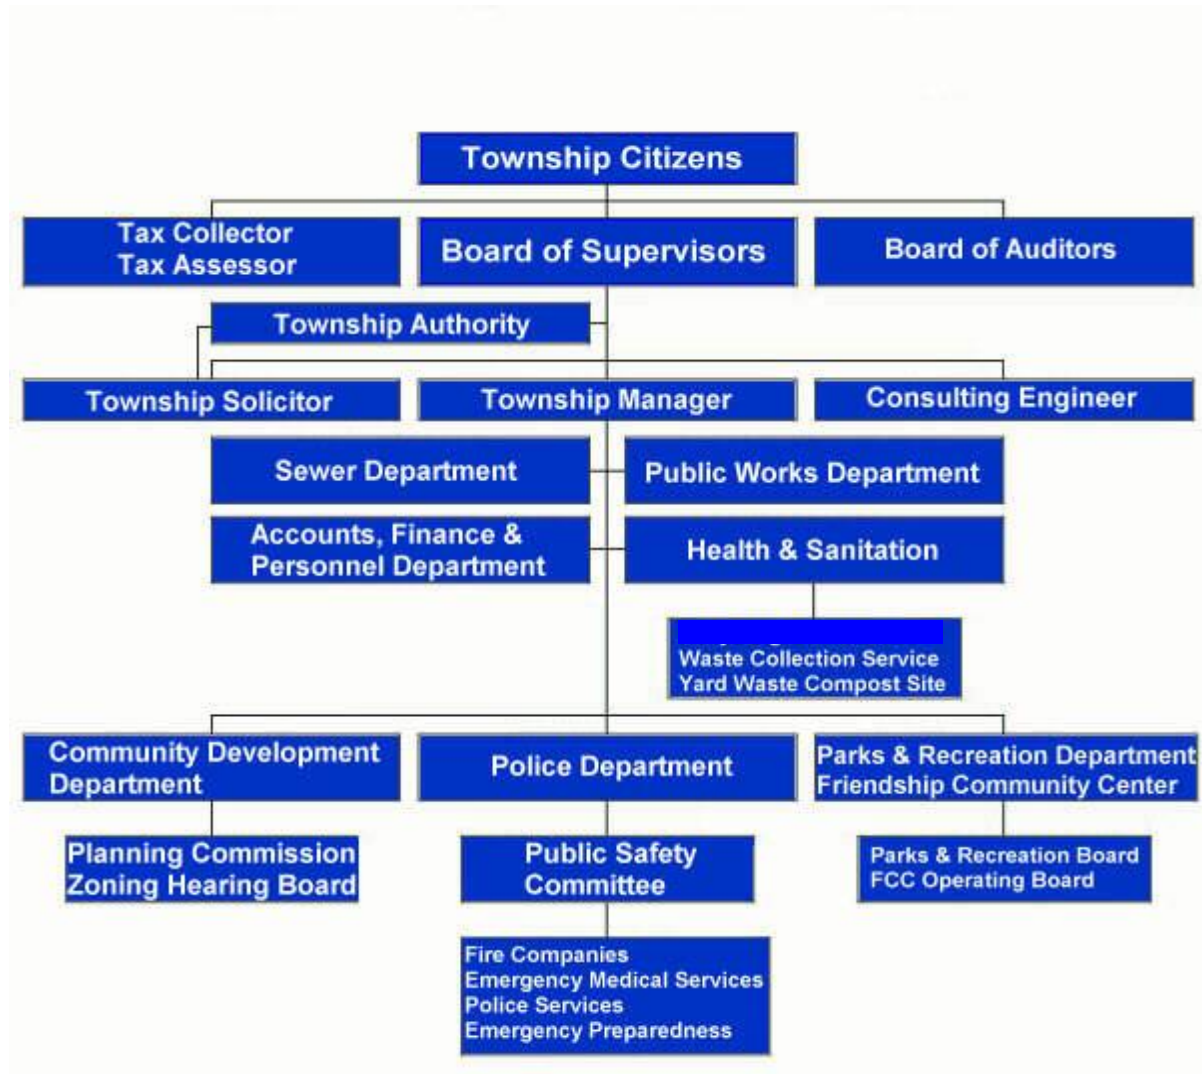 Township Citizens
Tax Collector
Tax Assessor
Board of Supervisors
Board of Auditors
Township Authority
Township Solicitor
Township Manager
Consulting Engineer
Sewer Department
Public Works Department
Accounts, Finance &
Personnel Department
Health & Sanitation
Waste Collection Service
Yard Waste Compost Site
Community Development
Department
Police Department
Parks & Recreation Department
Friendship Community Center
Planning Commission
Zoning Hearing Board
Public Safety
Committee
Parks & Recreation Board
FCC Operating Board
Fire Companies
Emergency Medical Services
Police Services
Emergency Preparedness